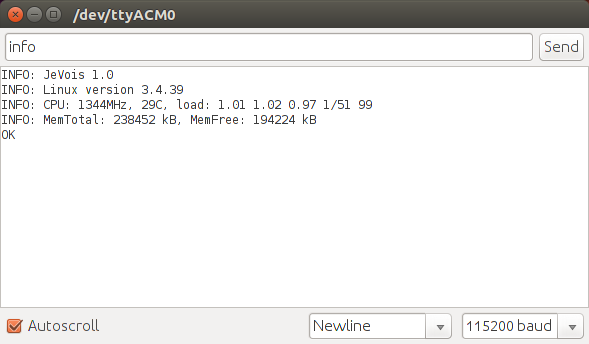 /dev/ttyACM0
info
Send
INFO: JeVois 1.0
INFO: Linux version 3.4.39
INFO: CPU: 1344MHz, 29C, load: 1.01 1.02 0.97 1/51 99
INFO: MemTotal: 238452 kB, MemFree: 194224 kB
OK
Autoscroll
Newline
115200 baud